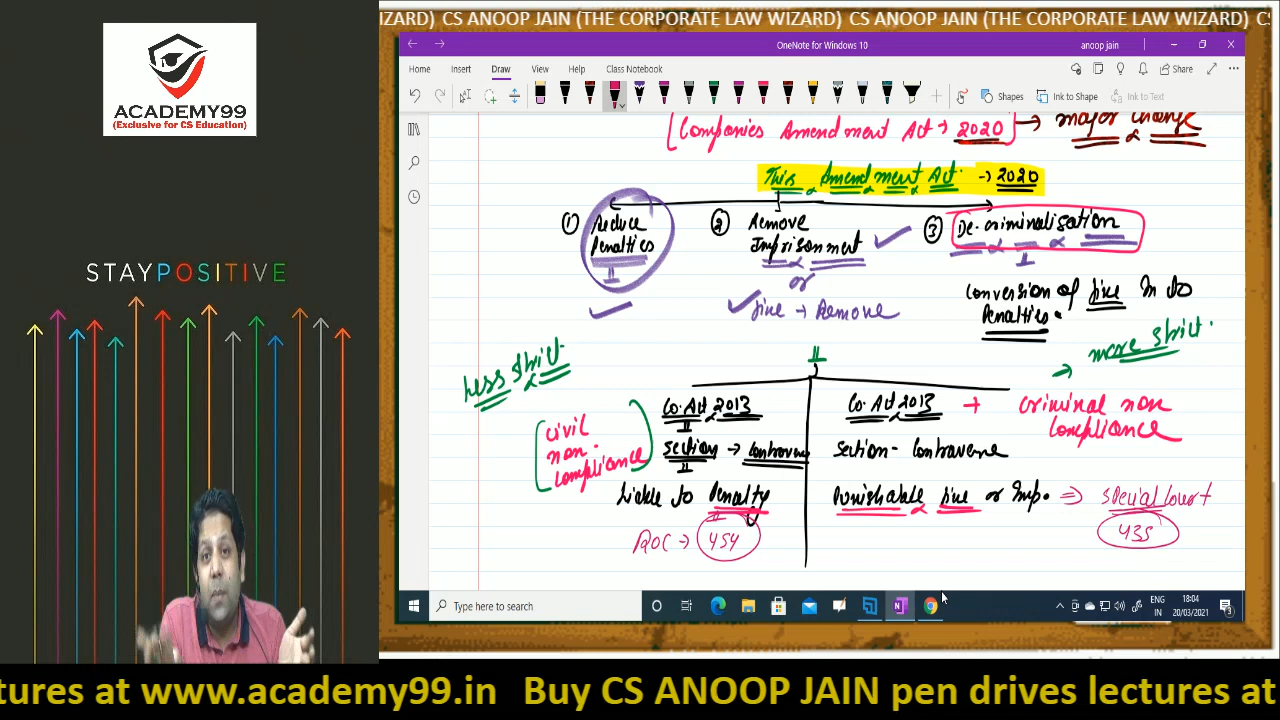 IZARD) CS ANOOP JAIN (THE CORPORATE LAW WIZARD) CS ANOOP JAIN (THE CORPORATE LAW WIZARD) CS
ACADEMY99
(Exclusive for CS Education)
STAYPOSITIVE
OneNote for Windows 10
anoop jain
Home Insert Draw View Help Class Notebook
Share
Shapes Ink to Shape Ink to Text
Companies Amendment Act → 2020 → major change
This Amendment Act → 2020
① Reduce Penalties
② Remove Imprisonment
or
fine → Remove
③ De-criminalisation
Conversion of fine in to
Penalties.
Less strict
→ more strict.
Co. Act 2013
Section → Contravene
civil
non-
compliance
Liable to Penalty
ROC → 454
Co. Act 2013 → Criminal non
Compliance
Section - Contravene
Punishable fine or Imp. ⇒ Special Court
435
Type here to search
ENG
IN
18:04
20/03/2021
3
tures at www.academy99.in Buy CS ANOOP JAIN pen drives lectures at